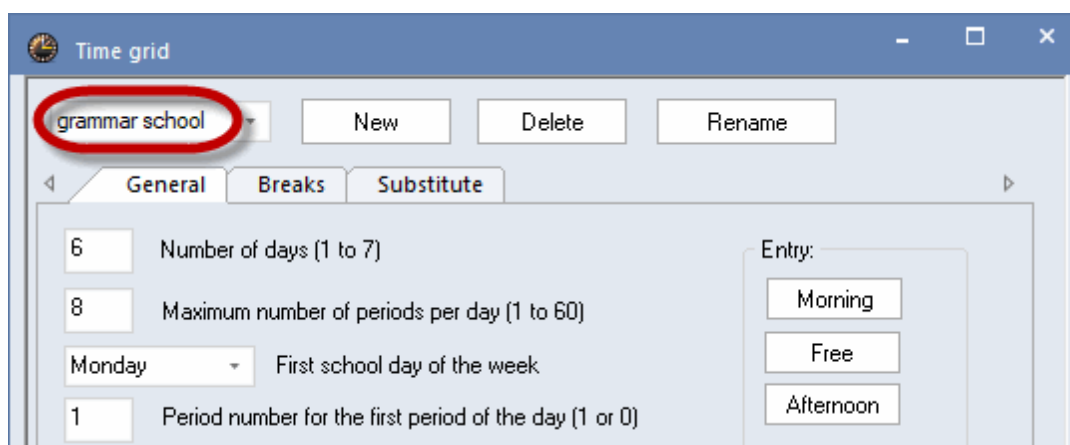 Time grid
grammar school New Delete Rename
General Breaks Substitute
6 Number of days (1 to 7) Entry:
8 Maximum number of periods per day (1 to 60) Morning
Monday First school day of the week Free
1 Period number for the first period of the day (1 or 0) Afternoon